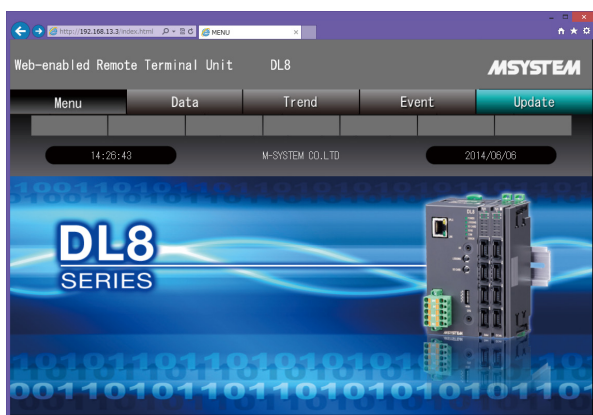 http://192.168.13.3/index.html
MENU
Web-enabled Remote Terminal Unit DL8
MSYSTEM
Menu Data Trend Event Update
14:26:43 M-SYSTEM CO.LTD 2014/06/06
DL8
SERIES
DL8